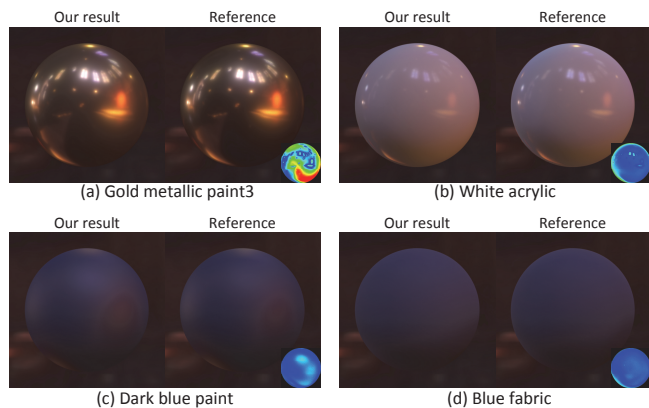 Our result
Reference
Our result
Reference
(a) Gold metallic paint3
(b) White acrylic
Our result
Reference
Our result
Reference
(c) Dark blue paint
(d) Blue fabric